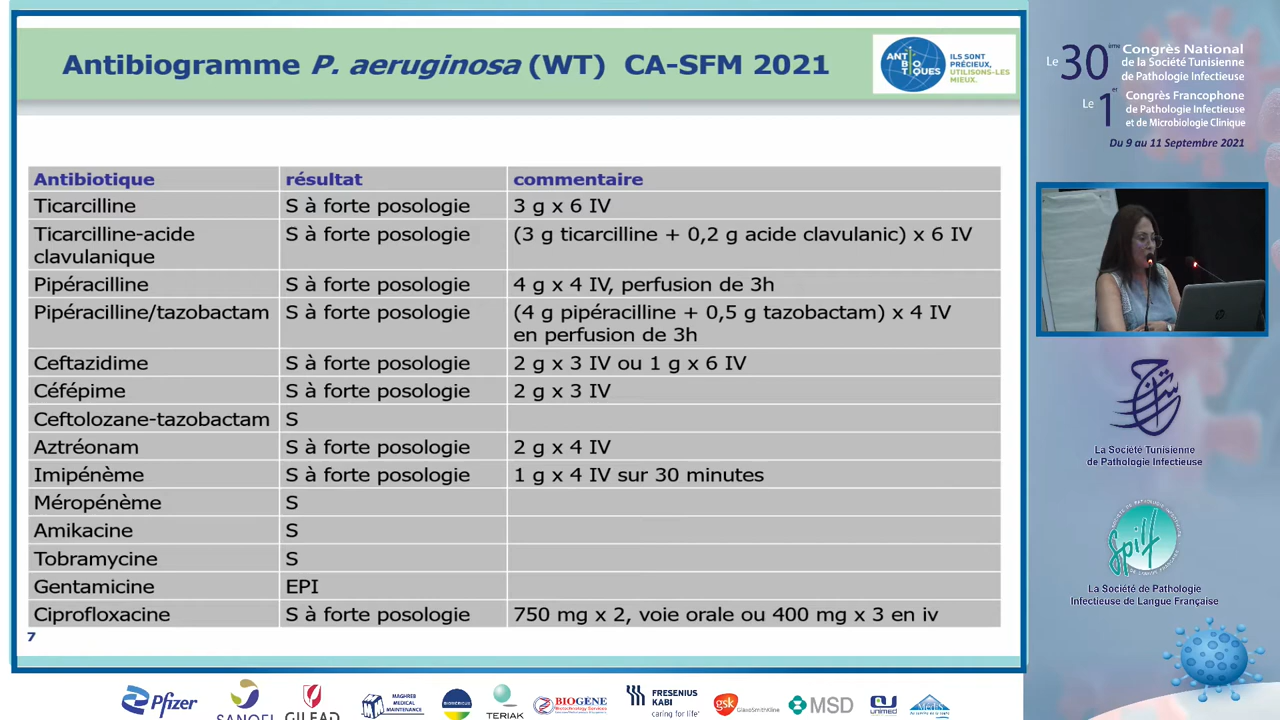 Antibiogramme P. aeruginosa (WT) CA-SFM 2021
ANTIBIOTIQUES
ILS SONT
PRÉCIEUX,
UTILISONS-LES
MIEUX.
Antibiotique résultat commentaire
Ticarcilline S à forte posologie 3 g x 6 IV
Ticarcilline-acide clavulanique S à forte posologie (3 g ticarcilline + 0,2 g acide clavulanic) x 6 IV
Pipéracilline S à forte posologie 4 g x 4 IV, perfusion de 3h
Pipéracilline/tazobactam S à forte posologie (4 g pipéracilline + 0,5 g tazobactam) x 4 IV
en perfusion de 3h
Ceftazidime S à forte posologie 2 g x 3 IV ou 1 g x 6 IV
Céfépime S à forte posologie 2 g x 3 IV
Ceftolozane-tazobactam S
Aztréonam S à forte posologie 2 g x 4 IV
Imipénème S à forte posologie 1 g x 4 IV sur 30 minutes
Méropénème S
Amikacine S
Tobramycine S
Gentamicine EPI
Ciprofloxacine S à forte posologie 750 mg x 2, voie orale ou 400 mg x 3 en iv
7
Le 30ème Congrès National
de la Société Tunisienne
de Pathologie Infectieuse
Le 1er Congrès Francophone
de Pathologie Infectieuse
et de Microbiologie Clinique
Du 9 au 11 Septembre 2021
hp
La Société Tunisienne
de Pathologie Infectieuse
Spilf
La Société de Pathologie
Infectieuse de Langue Française
Pfizer
SANOFI
GILEAD
MAGHREB
MEDICAL
MAINTENANCE
BIOMÉRIEUX
TERIAK
BIOGÈNE
FRESENIUS
KABI
caring for life
gsk
GlaxoSmithKline
MSD
unimed